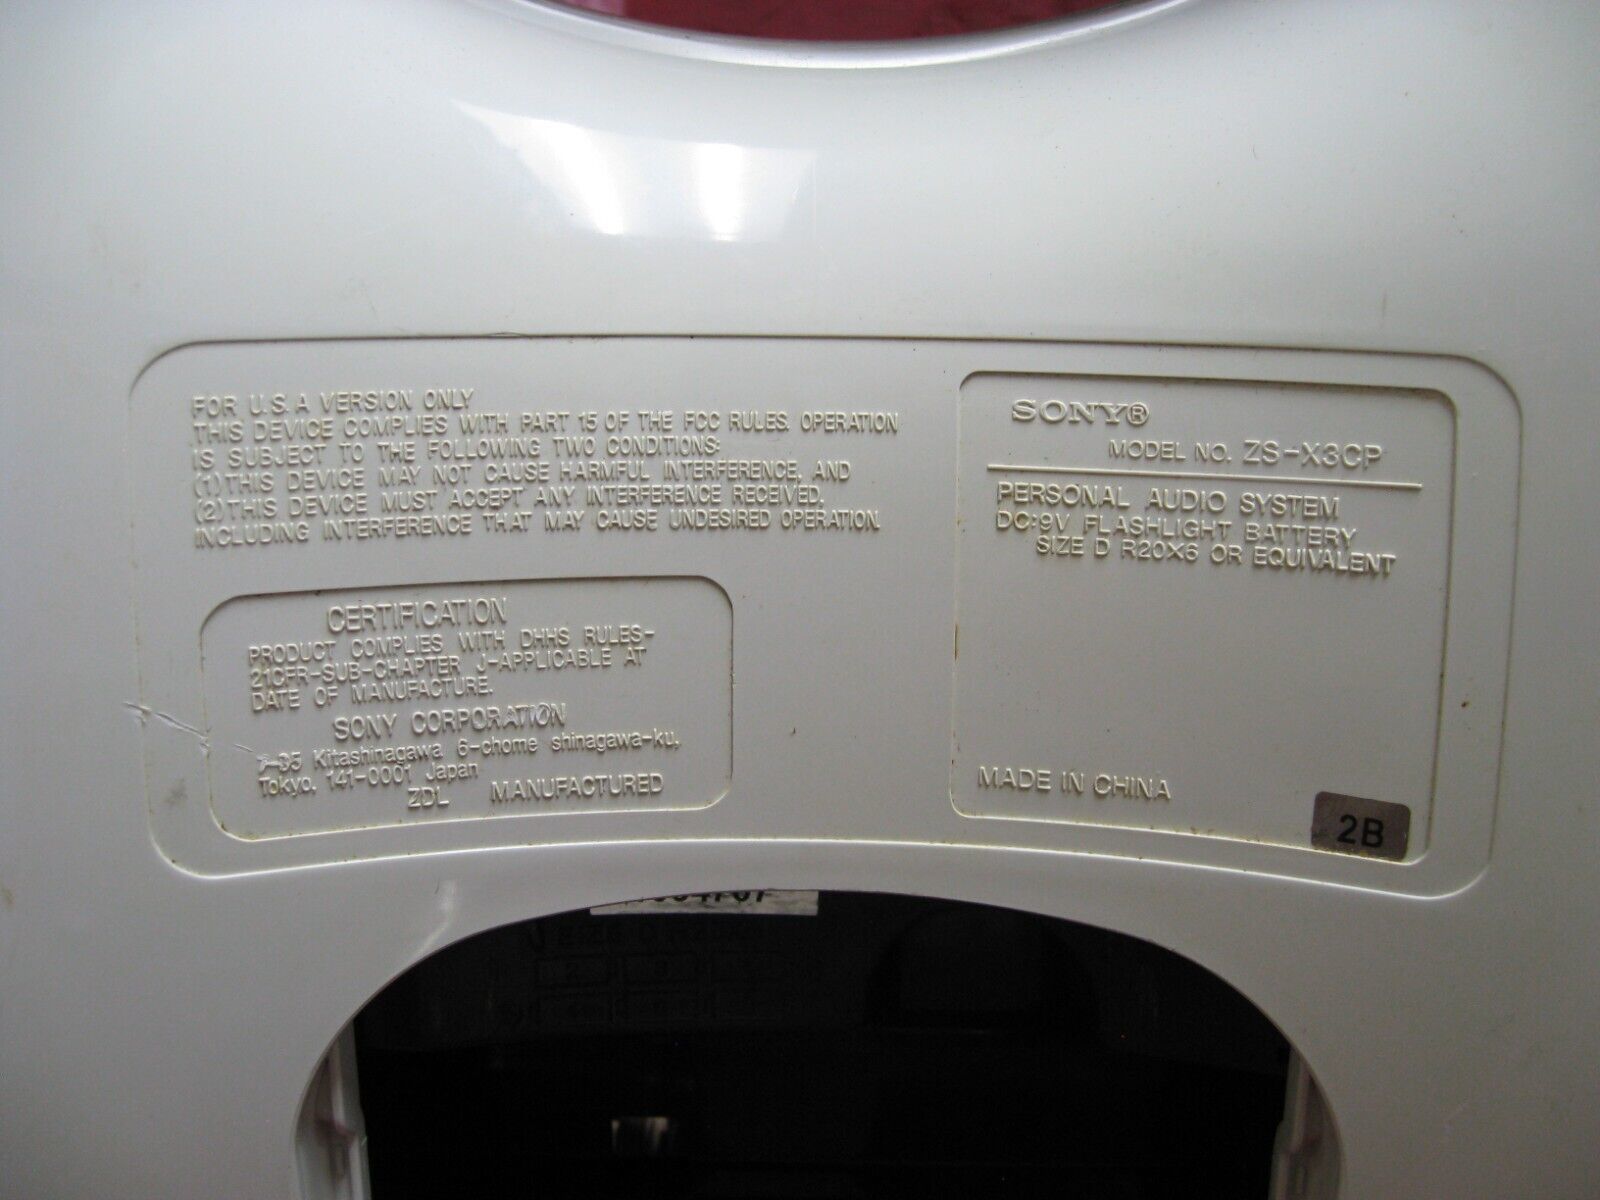 FOR U.S.A VERSION ONLY
THIS DEVICE COMPLIES WITH PART 15 OF THE FCC RULES. OPERATION
IS SUBJECT TO THE FOLLOWING TWO CONDITIONS:
(1) THIS DEVICE MAY NOT CAUSE HARMFUL INTERFERENCE, AND
(2) THIS DEVICE MUST ACCEPT ANY INTERFERENCE RECEIVED.
INCLUDING INTERFERENCE THAT MAY CAUSE UNDESIRED OPERATION.
CERTIFICATION
PRODUCT COMPLIES WITH DHHS RULES-
21CFR-SUB-CHAPTER J-APPLICABLE AT
DATE OF MANUFACTURE.
SONY CORPORATION
-35 Kitashinagawa 6-chome shinagawa-ku,
Tokyo. 141-0001 Japan
ZDL MANUFACTURED
SONY®
MODEL NO. ZS-X3CP
PERSONAL AUDIO SYSTEM
DC:9V FLASHLIGHT BATTERY
SIZE D R20X6 OR EQUIVALENT
MADE IN CHINA
2B
SIZE D
2 3